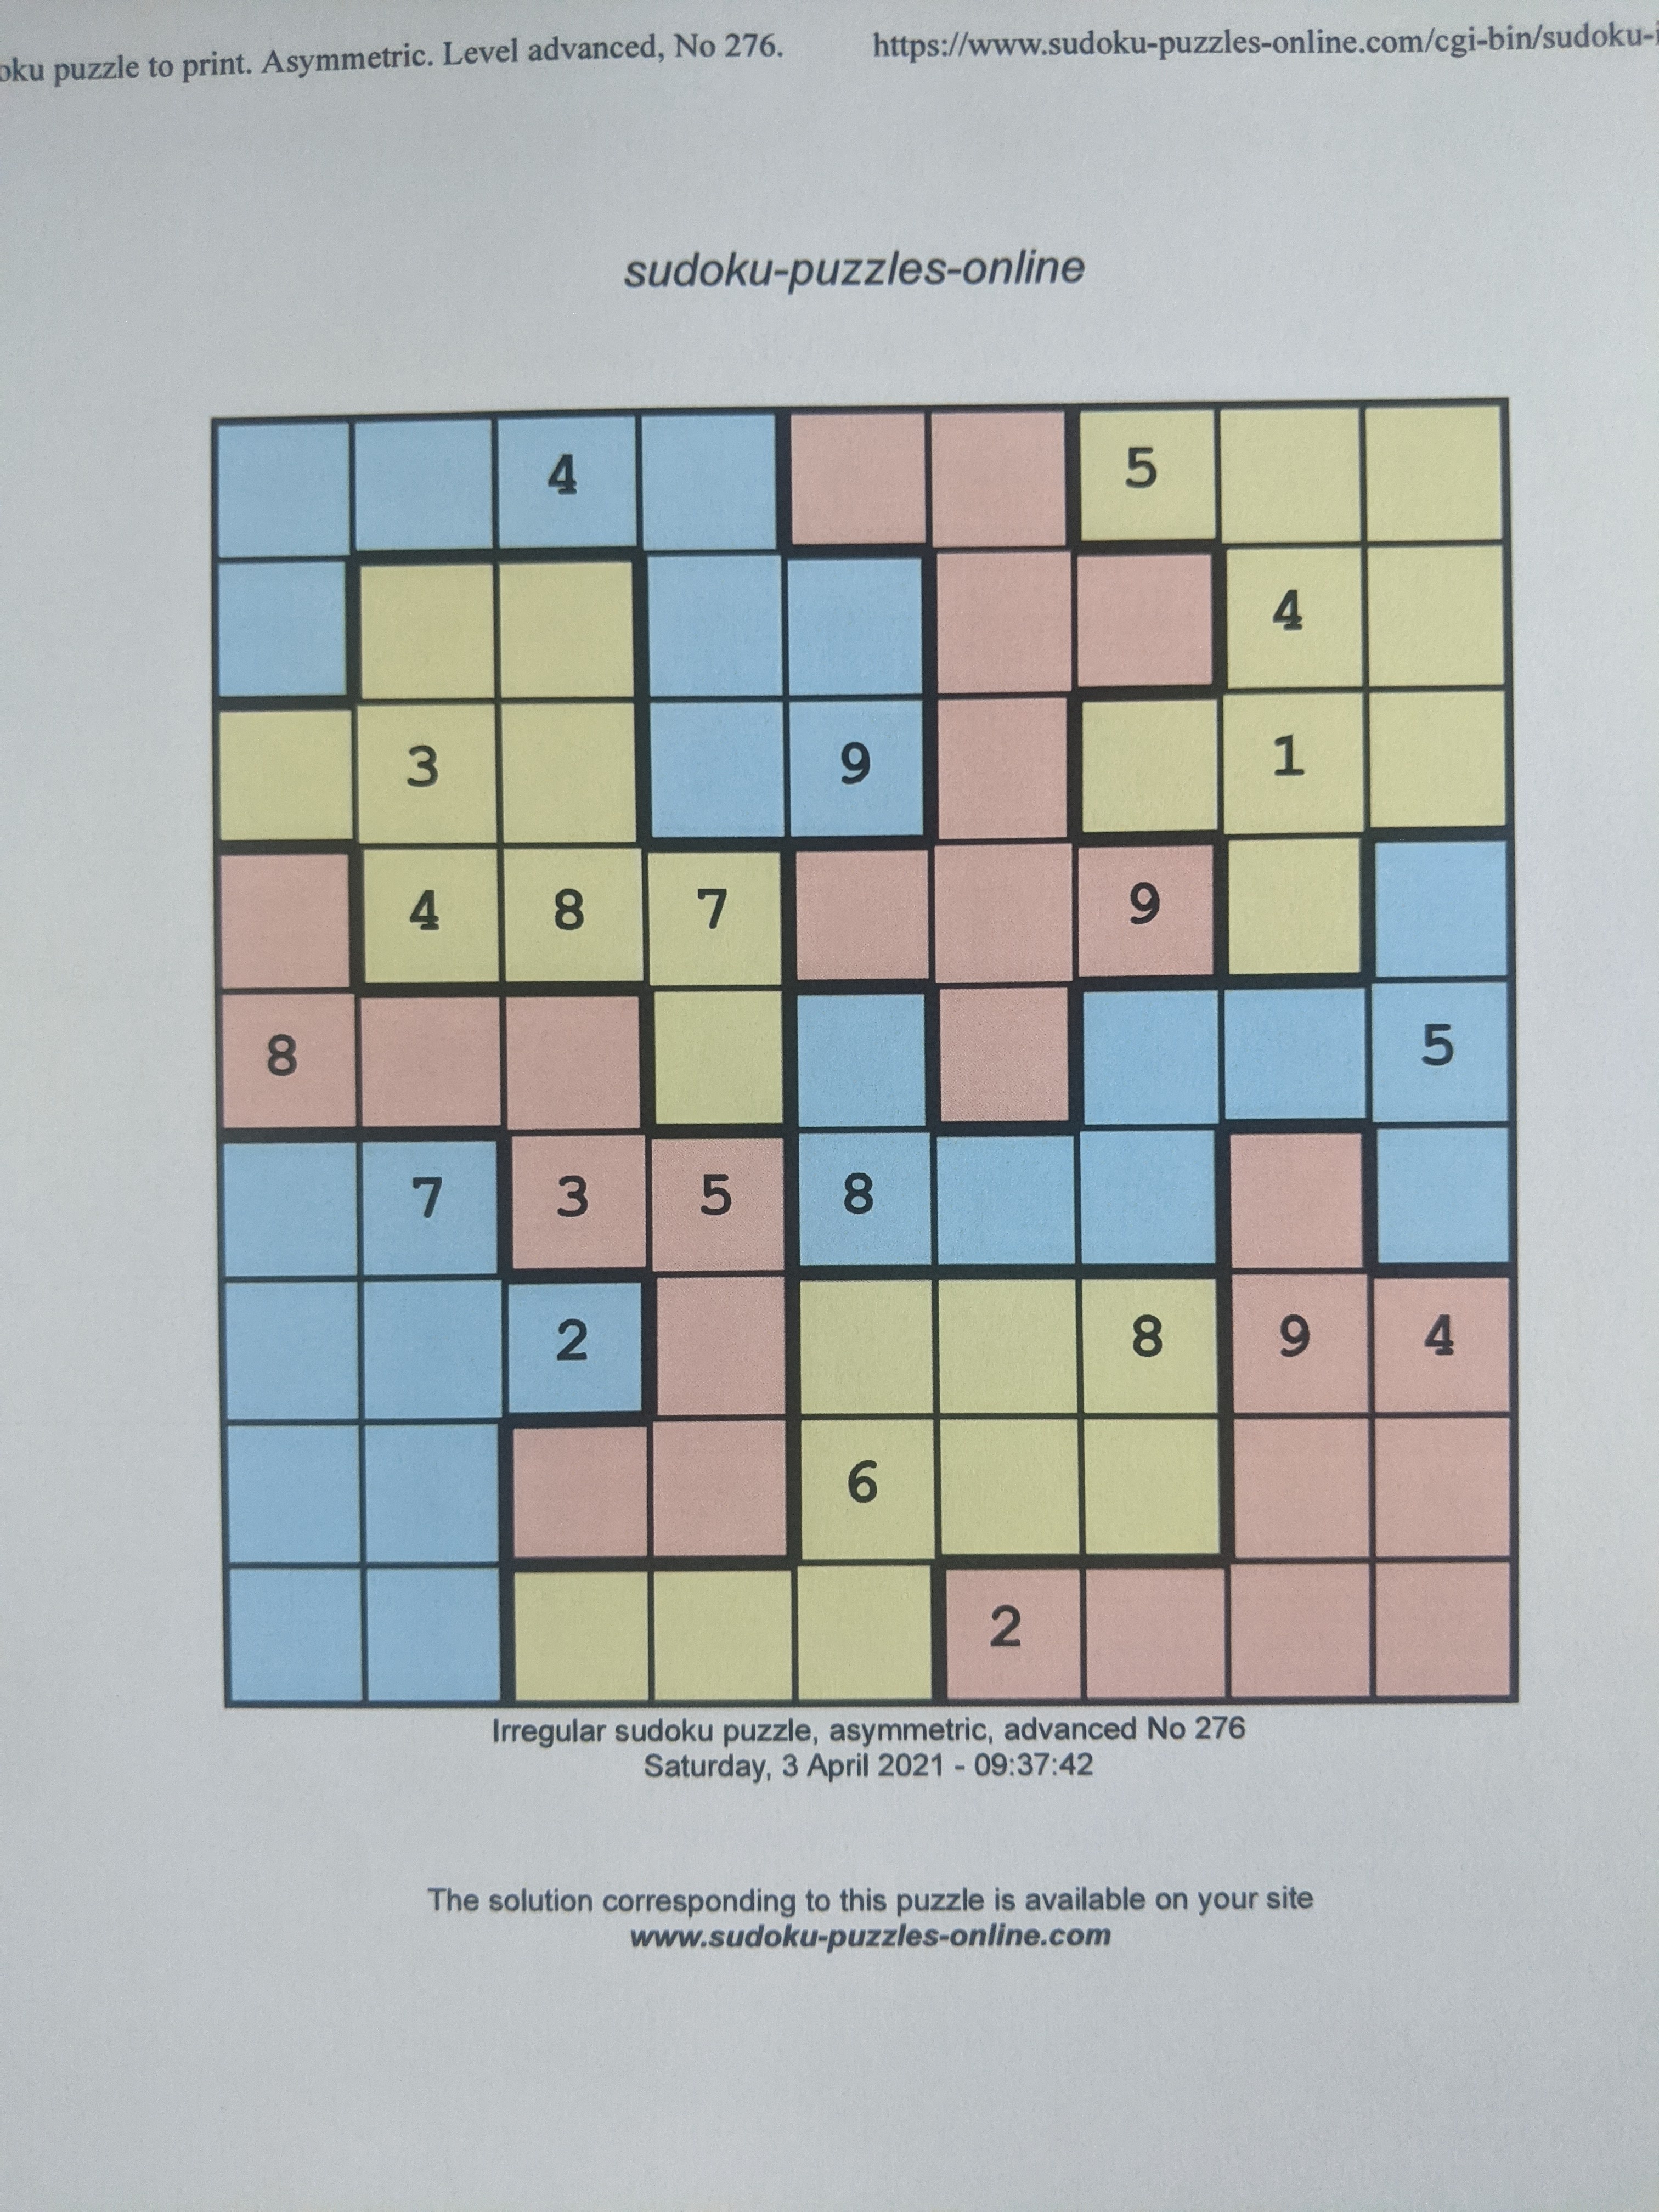 oku puzzle to print. Asymmetric. Level advanced, No 276. https://www.sudoku-puzzles-online.com/cgi-bin/sudoku-i
sudoku-puzzles-online
4 5
4
3 9 1
4 8 7 9
8 5
7 3 5 8
2 8 9 4
6
2
Irregular sudoku puzzle, asymmetric, advanced No 276
Saturday, 3 April 2021 - 09:37:42
The solution corresponding to this puzzle is available on your site
www.sudoku-puzzles-online.com